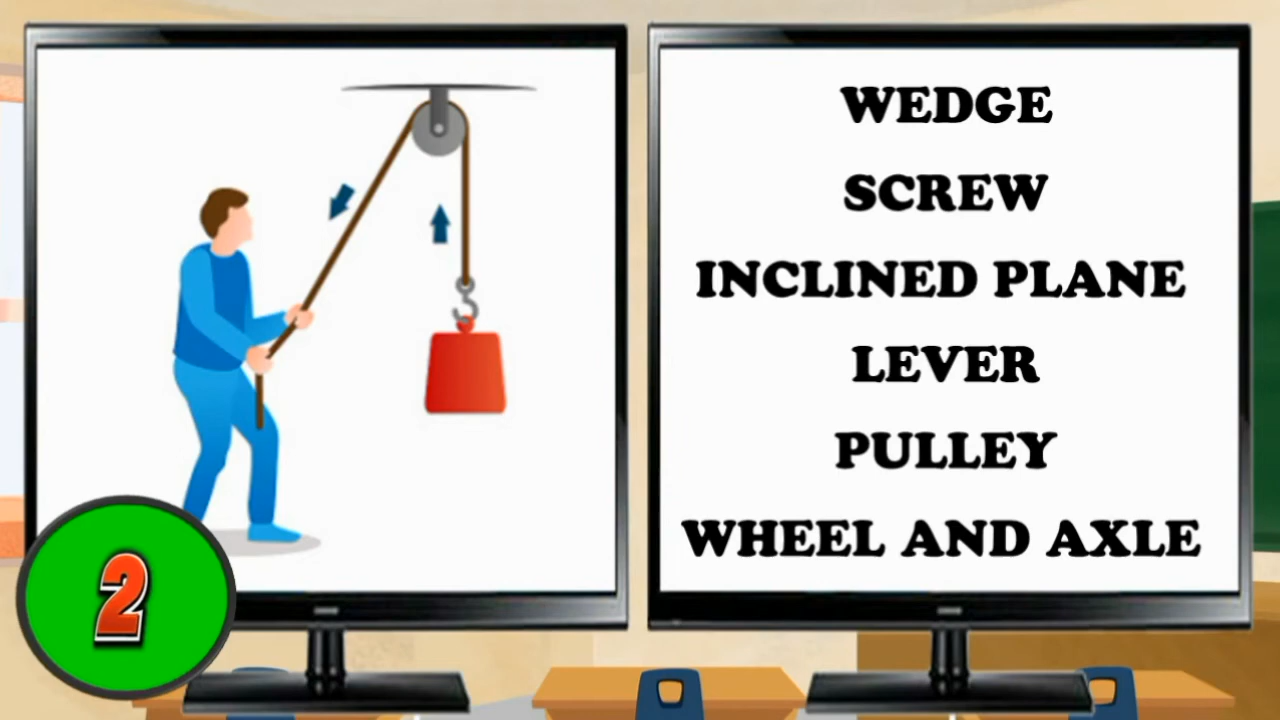 WEDGE
SCREW
INCLINED PLANE
LEVER
PULLEY
WHEEL AND AXLE
2